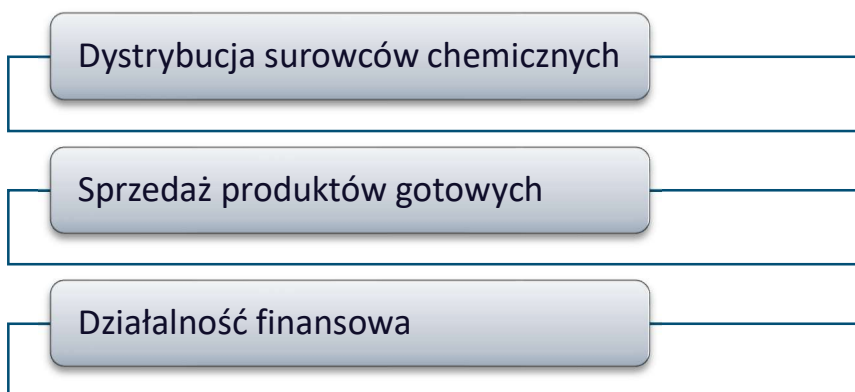 Dystrybucja surowców chemicznych
Sprzedaż produktów gotowych
Działalność finansowa